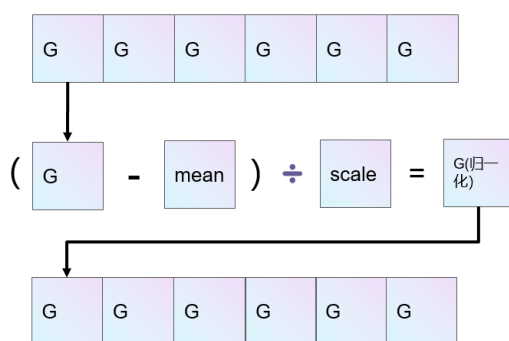 G G G G G G
( G - mean ) ÷ scale = G(归一
化)
G G G G G G